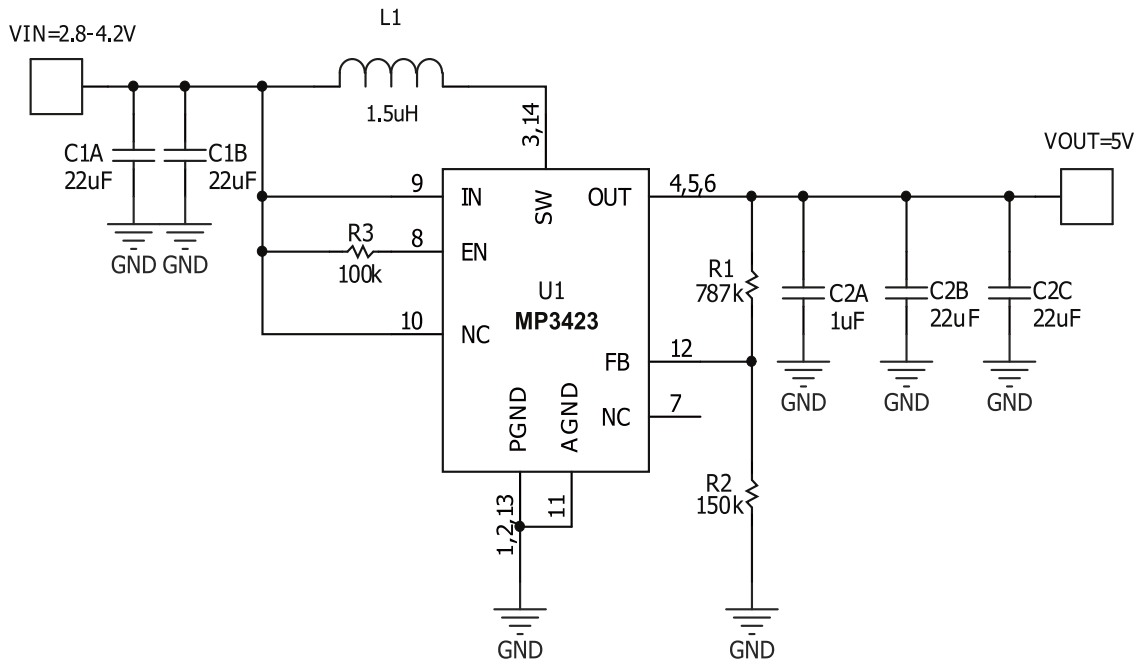 L1
VIN=2.8-4.2V
1.5uH
3,14
C1A
22uF
C1B
22uF
GND
GND
9
IN
SW
OUT
4,5,6
VOUT=5V
R3
100k
8
EN
U1
MP3423
10
NC
R1
787k
C2A
1uF
C2B
22uF
C2C
22uF
FB
12
GND
GND
GND
PGND
AGND
NC
7
1,2,13
11
R2
150k
GND
GND